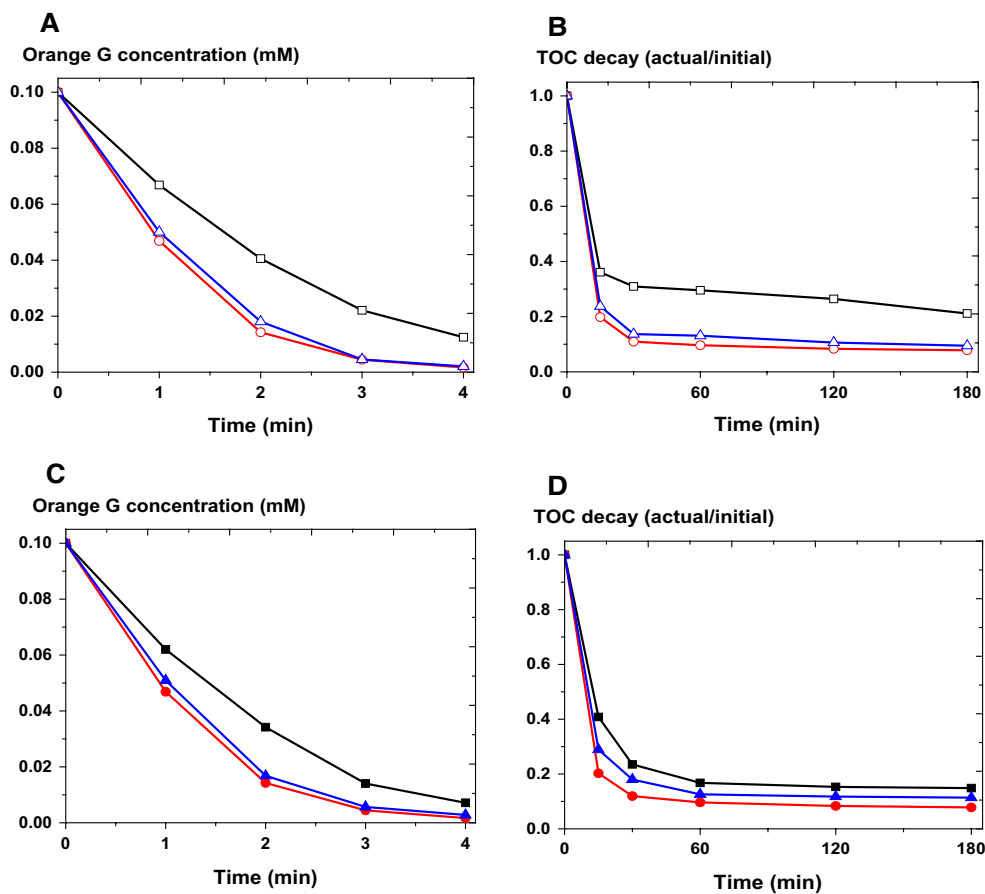 A
Orange G concentration (mM)
0.10
0.08
0.06
0.04
0.02
0.00
0 1 2 3 4
Time (min)
B
TOC decay (actual/initial)
1.0
0.8
0.6
0.4
0.2
0.0
0 60 120 180
Time (min)
C
Orange G concentration (mM)
0.10
0.08
0.06
0.04
0.02
0.00
0 1 2 3 4
Time (min)
D
TOC decay (actual/initial)
1.0
0.8
0.6
0.4
0.2
0.0
0 60 120 180
Time (min)